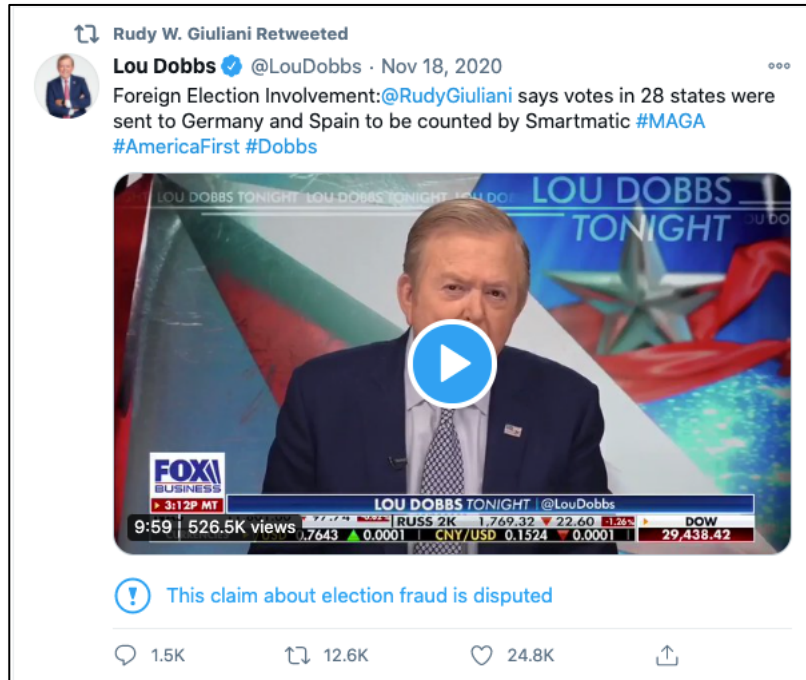 Rudy W. Giuliani Retweeted
Lou Dobbs @LouDobbs · Nov 18, 2020
Foreign Election Involvement:@RudyGiuliani says votes in 28 states were
sent to Germany and Spain to be counted by Smartmatic #MAGA
#AmericaFirst #Dobbs
LOU DOBBS TONIGHT LOU DOBBS TONIGHT LOU DO
LOU DOBBS
TONIGHT
FOX
BUSINESS
3:12P MT
LOU DOBBS TONIGHT @LouDobbs
9:59 526.5K views
RUSS 2K 1,769.32 ▼ 22.60 -1.26%
DOW
0.7643 ▲ 0.0001 CNY/USD 0.1524 ▼ 0.0001
29,438.42
This claim about election fraud is disputed
1.5K 12.6K 24.8K